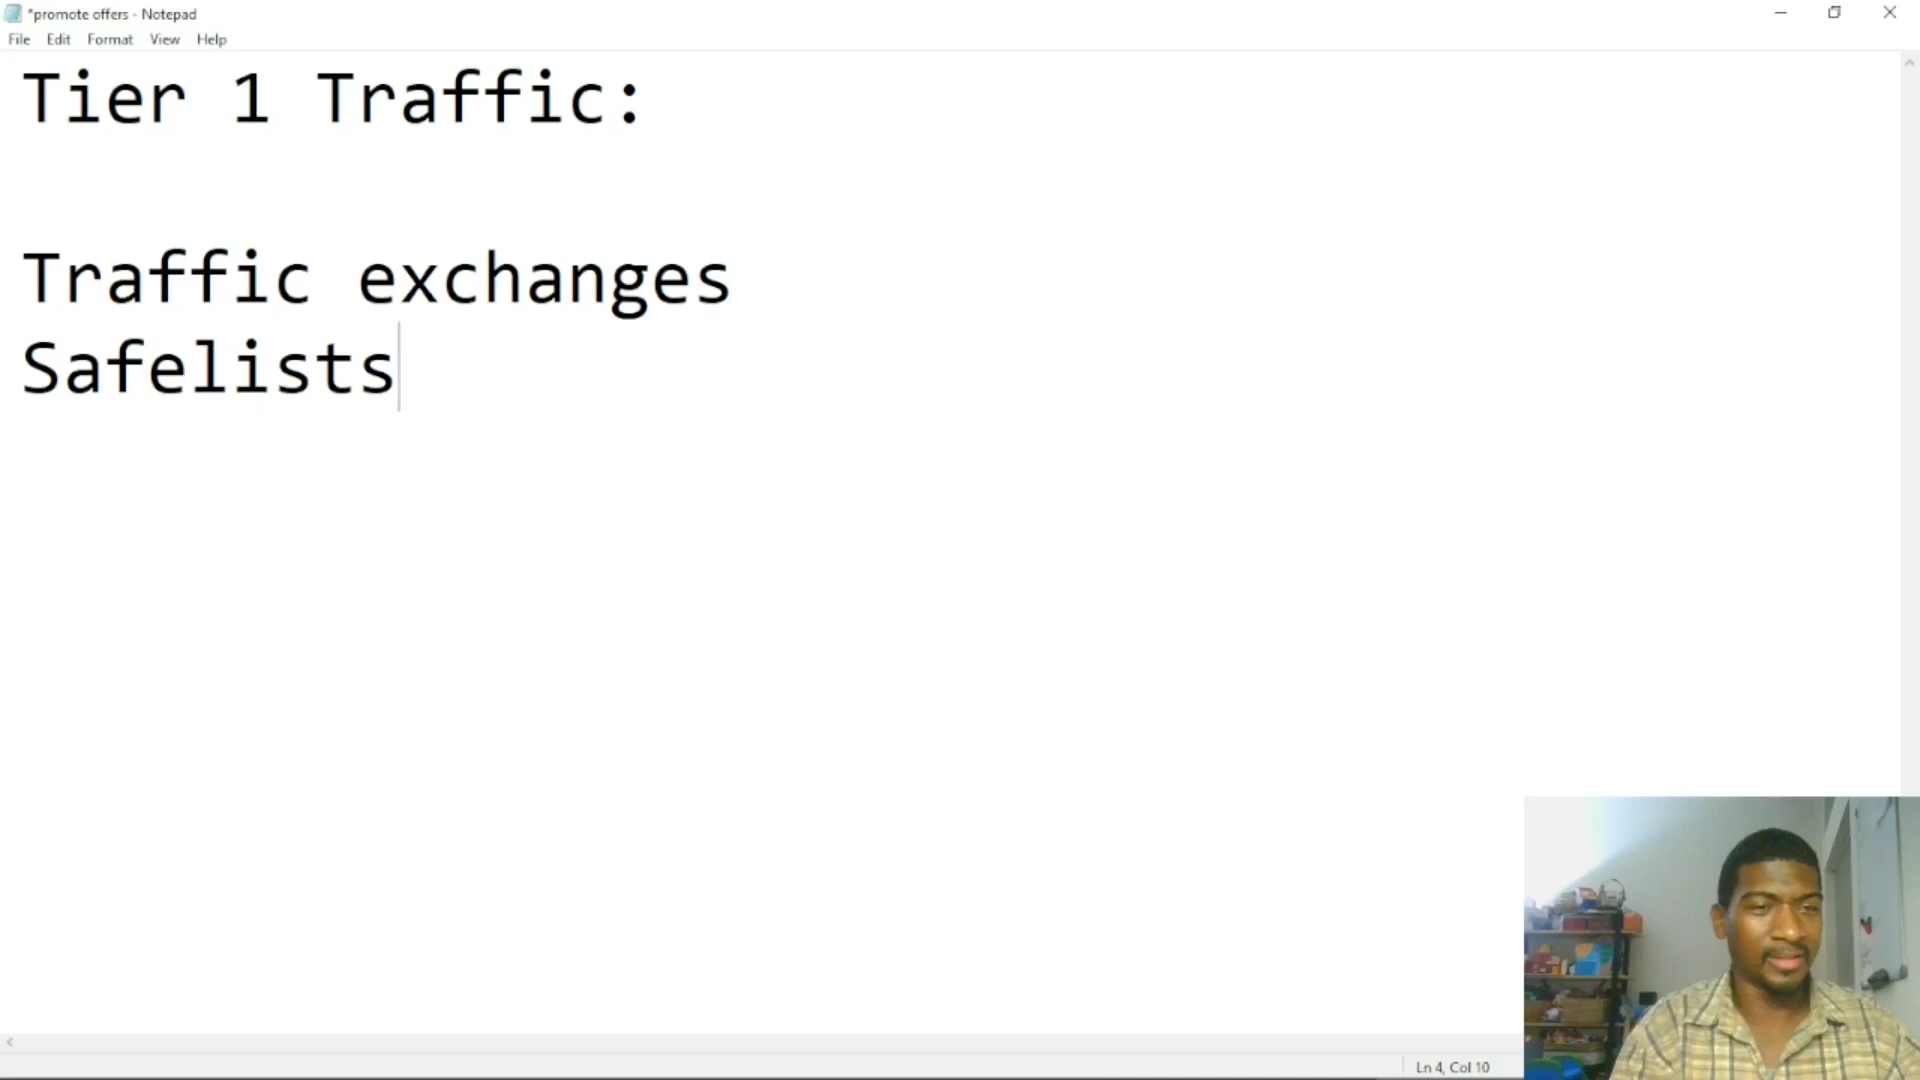 *promote offers - Notepad
File Edit Format View Help
Tier 1 Traffic:
Traffic exchanges
Safelists
Ln 4, Col 10